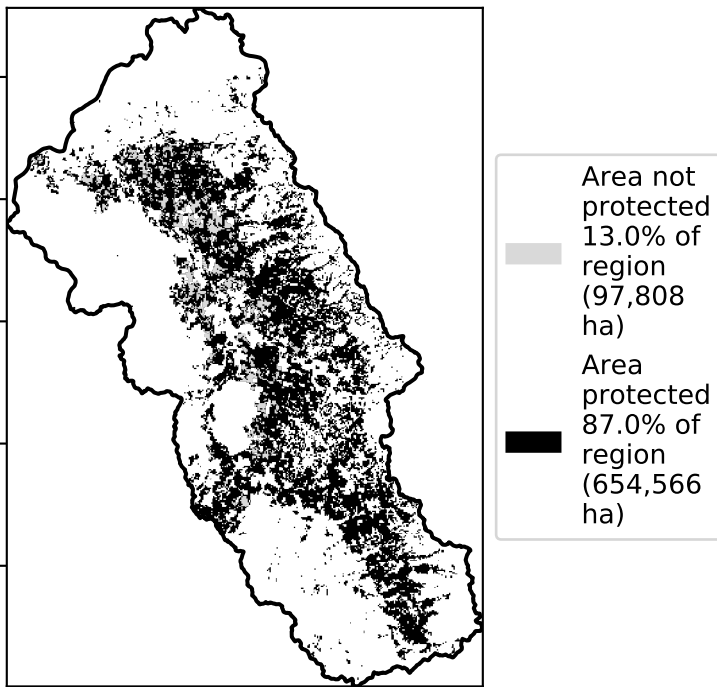 Area not
protected
13.0% of
region
(97,808
ha)
Area
protected
87.0% of
region
(654,566
ha)